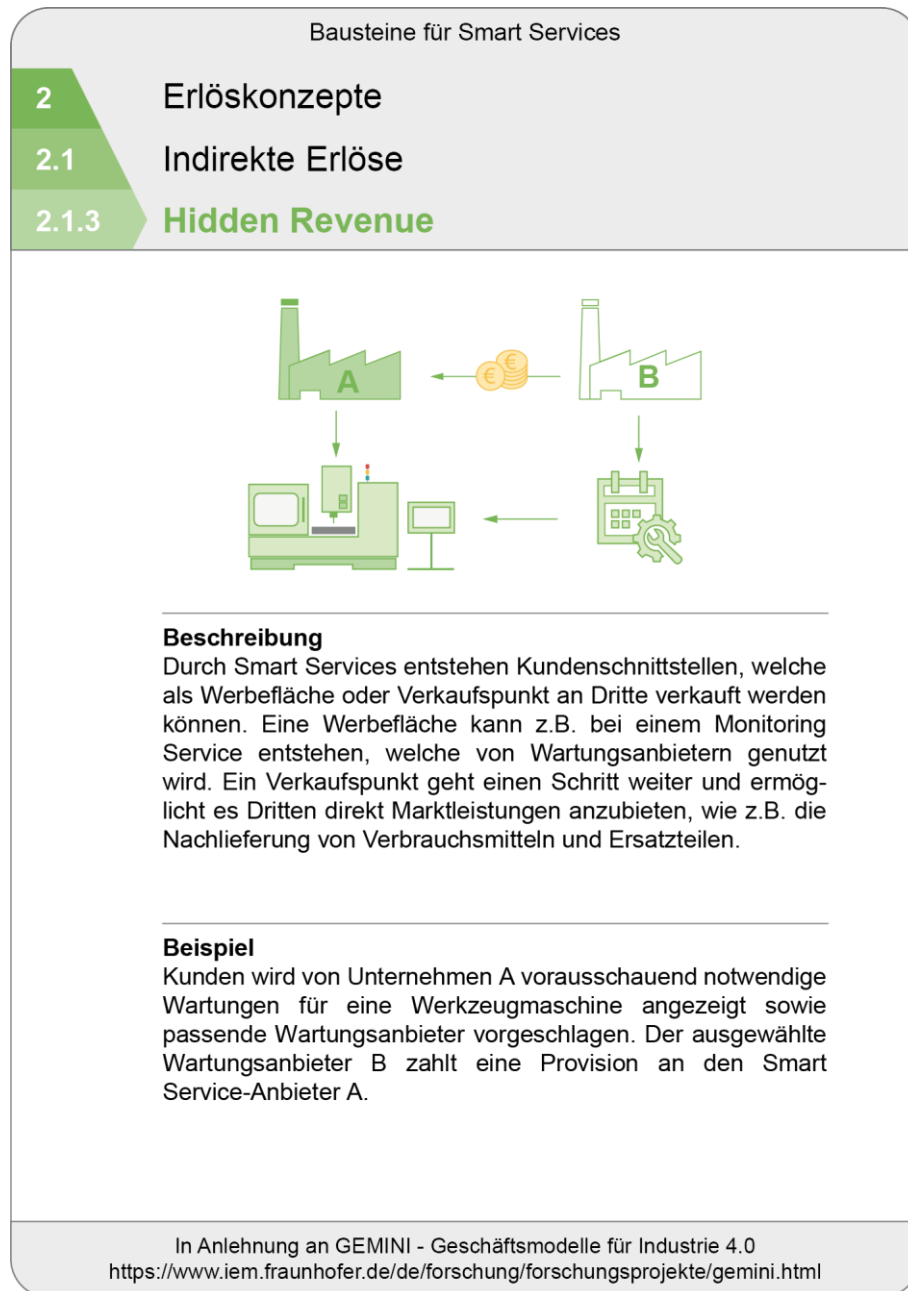 Bausteine für Smart Services
2 Erlöskonzepte
2.1 Indirekte Erlöse
2.1.3 Hidden Revenue
A € € B
Beschreibung
Durch Smart Services entstehen Kundenschnittstellen, welche
als Werbefläche oder Verkaufspunkt an Dritte verkauft werden
können. Eine Werbefläche kann z.B. bei einem Monitoring
Service entstehen, welche von Wartungsanbietern genutzt
wird. Ein Verkaufspunkt geht einen Schritt weiter und ermög-
licht es Dritten direkt Marktleistungen anzubieten, wie z.B. die
Nachlieferung von Verbrauchsmitteln und Ersatzteilen.
Beispiel
Kunden wird von Unternehmen A vorausschauend notwendige
Wartungen für eine Werkzeugmaschine angezeigt sowie
passende Wartungsanbieter vorgeschlagen. Der ausgewählte
Wartungsanbieter B zahlt eine Provision an den Smart
Service-Anbieter A.
In Anlehnung an GEMINI - Geschäftsmodelle für Industrie 4.0
https://www.iem.fraunhofer.de/de/forschung/forschungsprojekte/gemini.html